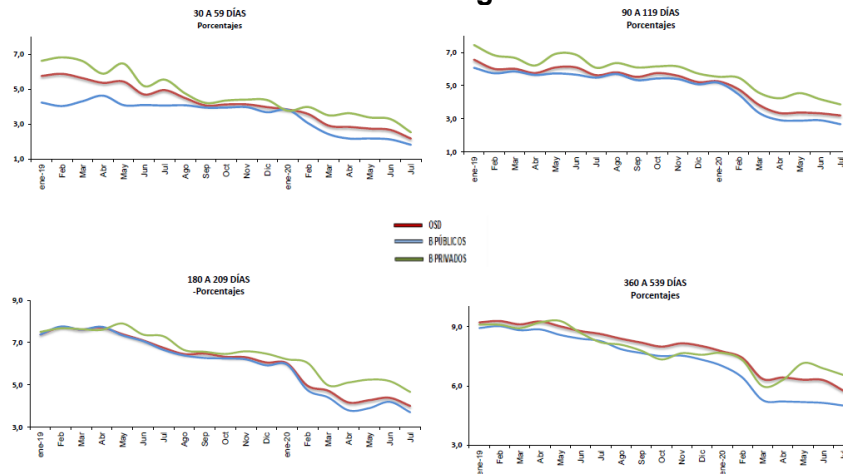 g
30 A 59 DÍAS
Porcentajes
7,0
5,0
3,0
1,0
ene-19 Feb Mar Abr May Jun Jul Ago Sep Oct Nov Dic ene-20 Feb Mar Abr May Jun Jul
90 A 119 DÍAS
Porcentajes
7,0
5,0
3,0
1,0
ene-19 Feb Mar Abr May Jun Jul Ago Sep Oct Nov Dic ene-20 Feb Mar Abr May Jun Jul
OSD
B PÚBLICOS
B PRIVADOS
180 A 209 DÍAS
-Porcentajes
9,0
7,0
5,0
3,0
ene-19 Feb Mar Abr May Jun Jul Ago Sep Oct Nov Dic ene-20 Feb Mar Abr May Jun Jul
360 A 539 DÍAS
Porcentajes
9,0
6,0
3,0
ene-19 Feb Mar Abr May Jun Jul Ago Sep Oct Nov Dic ene-20 Feb Mar Abr May Jun Jul